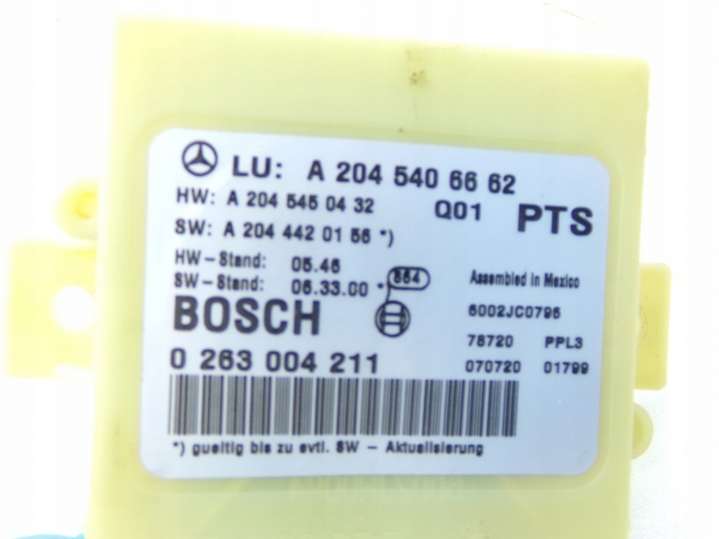 LU: A 204 540 66 62
HW: A 204 545 04 32 Q01 PTS
SW: A 204 442 01 56 *)
HW-Stand: 05.46
SW-Stand: 06.33.00 *) 864
Assembled in Mexico
BOSCH
6002JC0796
78720 PPL3
0 263 004 211
070720 01799
*) gueltig bis zu evtl. SW - Aktualisierung